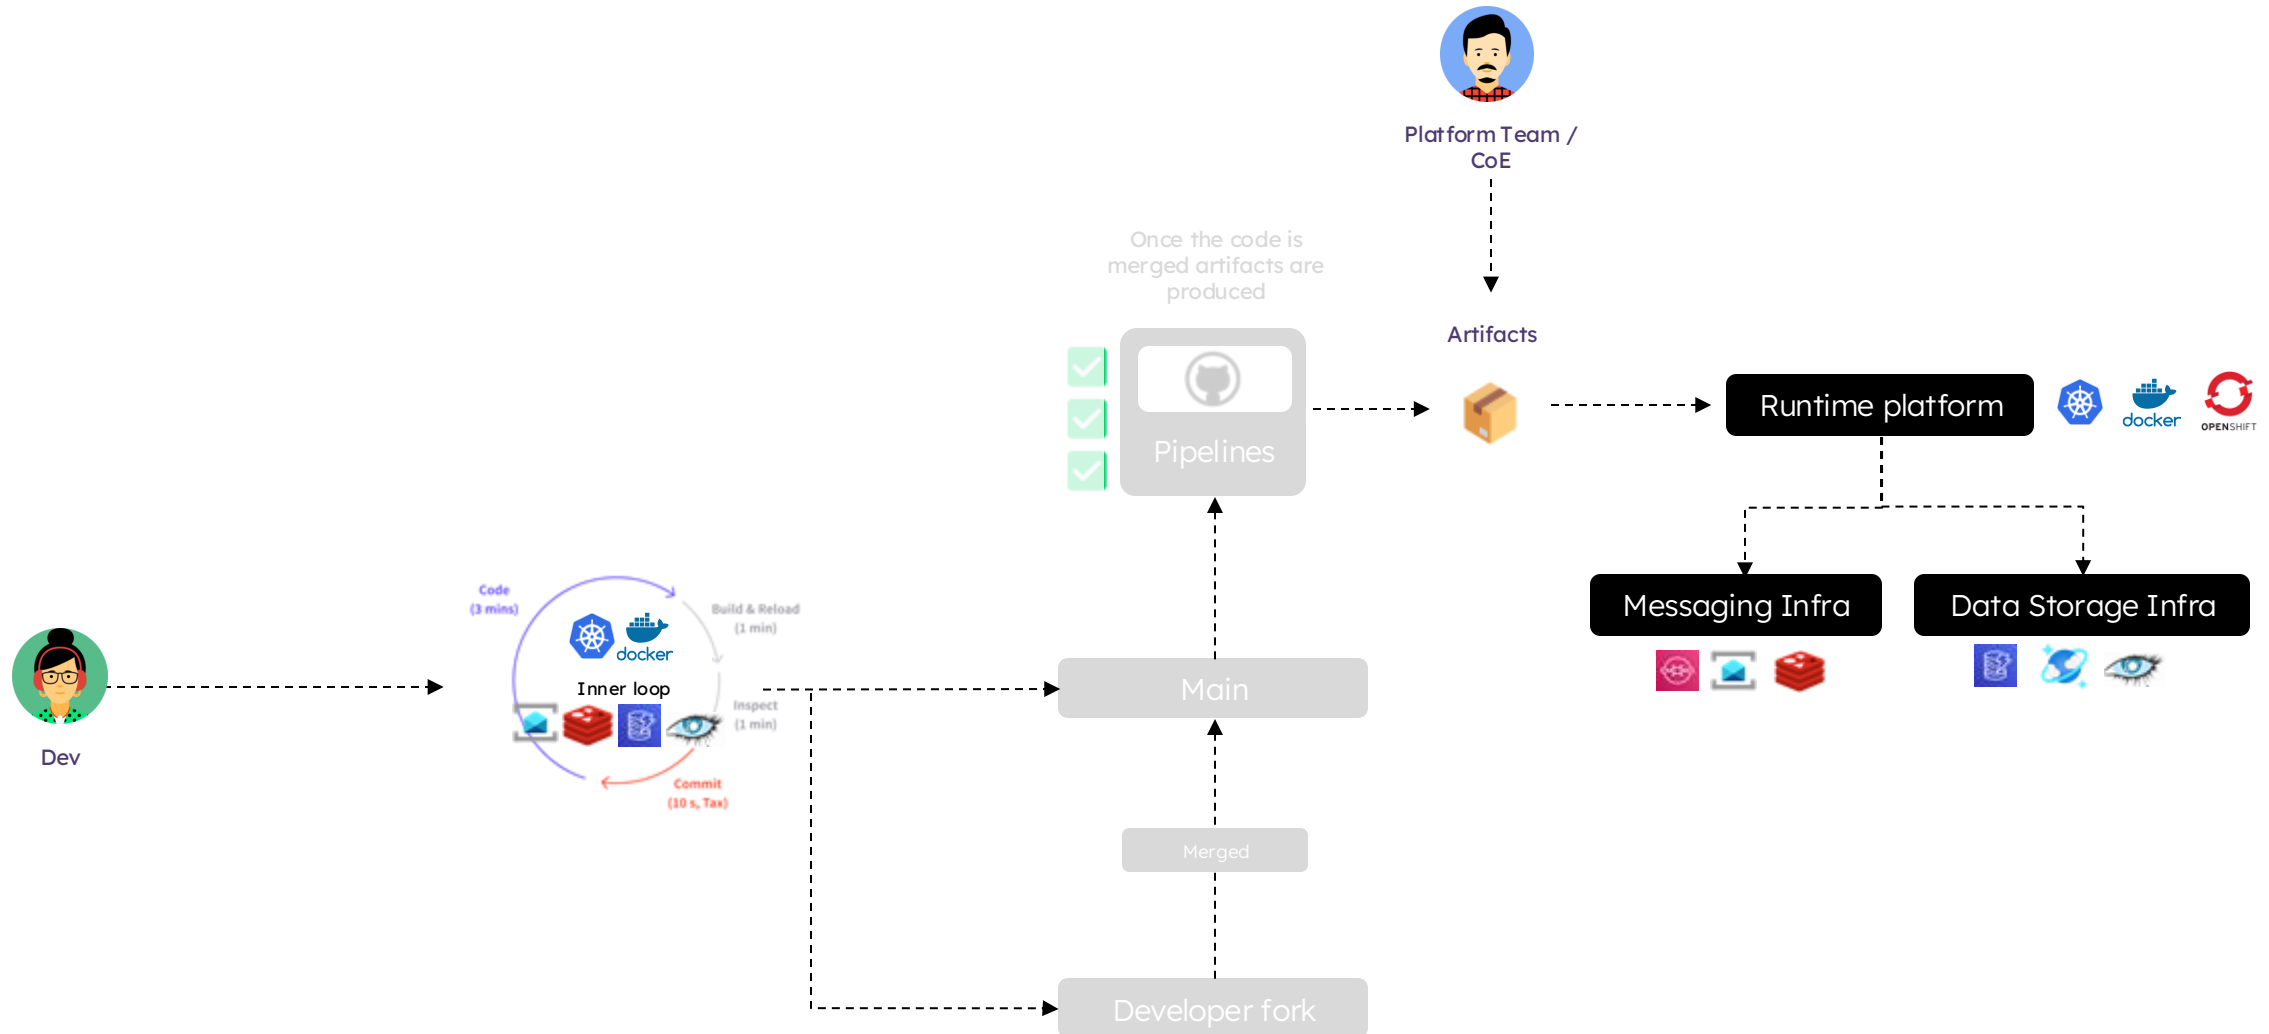 Platform Team /
CoE
Once the code is
merged artifacts are
produced
Artifacts
Pipelines
Runtime platform
docker
OPENSHIFT
Messaging Infra
Data Storage Infra
Code
(3 mins)
Build & Reload
(1 min)
docker
Inner loop
Inspect
(1 min)
Commit
(10 s, Tax)
Dev
Main
Merged
Developer fork